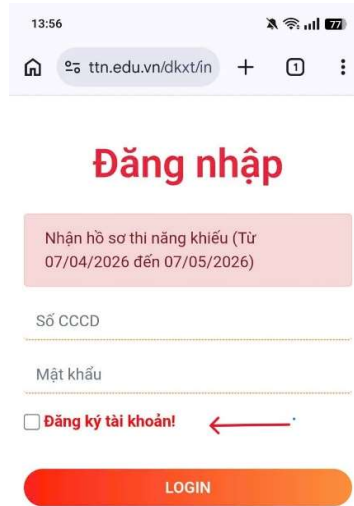 13:56
77
ttn.edu.vn/dkxt/in
1
Đăng nhập
Nhận hồ sơ thi năng khiếu (Từ
07/04/2026 đến 07/05/2026)
Số CCCD
Mật khẩu
Đăng ký tài khoản!
LOGIN